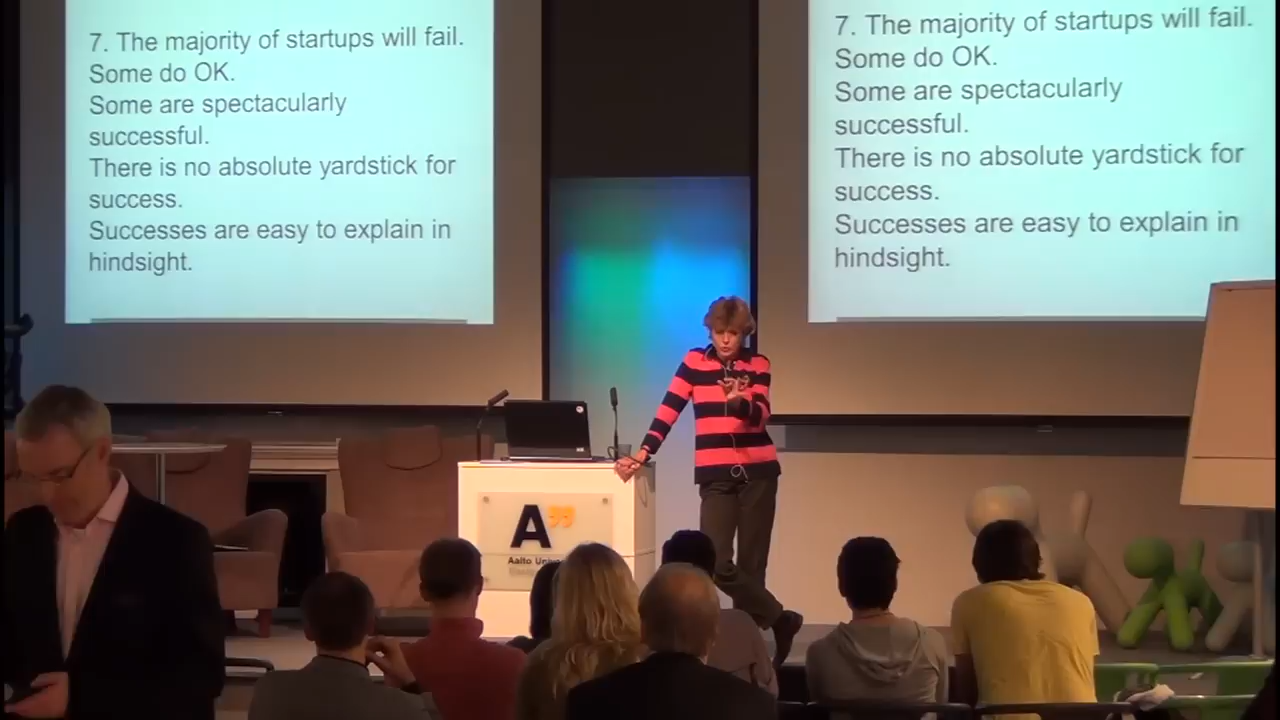 7. The majority of startups will fail.
Some do OK.
Some are spectacularly
successful.
There is no absolute yardstick for
success.
Successes are easy to explain in
hindsight.
7. The majority of startups will fail.
Some do OK.
Some are spectacularly
successful.
There is no absolute yardstick for
success.
Successes are easy to explain in
hindsight.
A”
Aalto